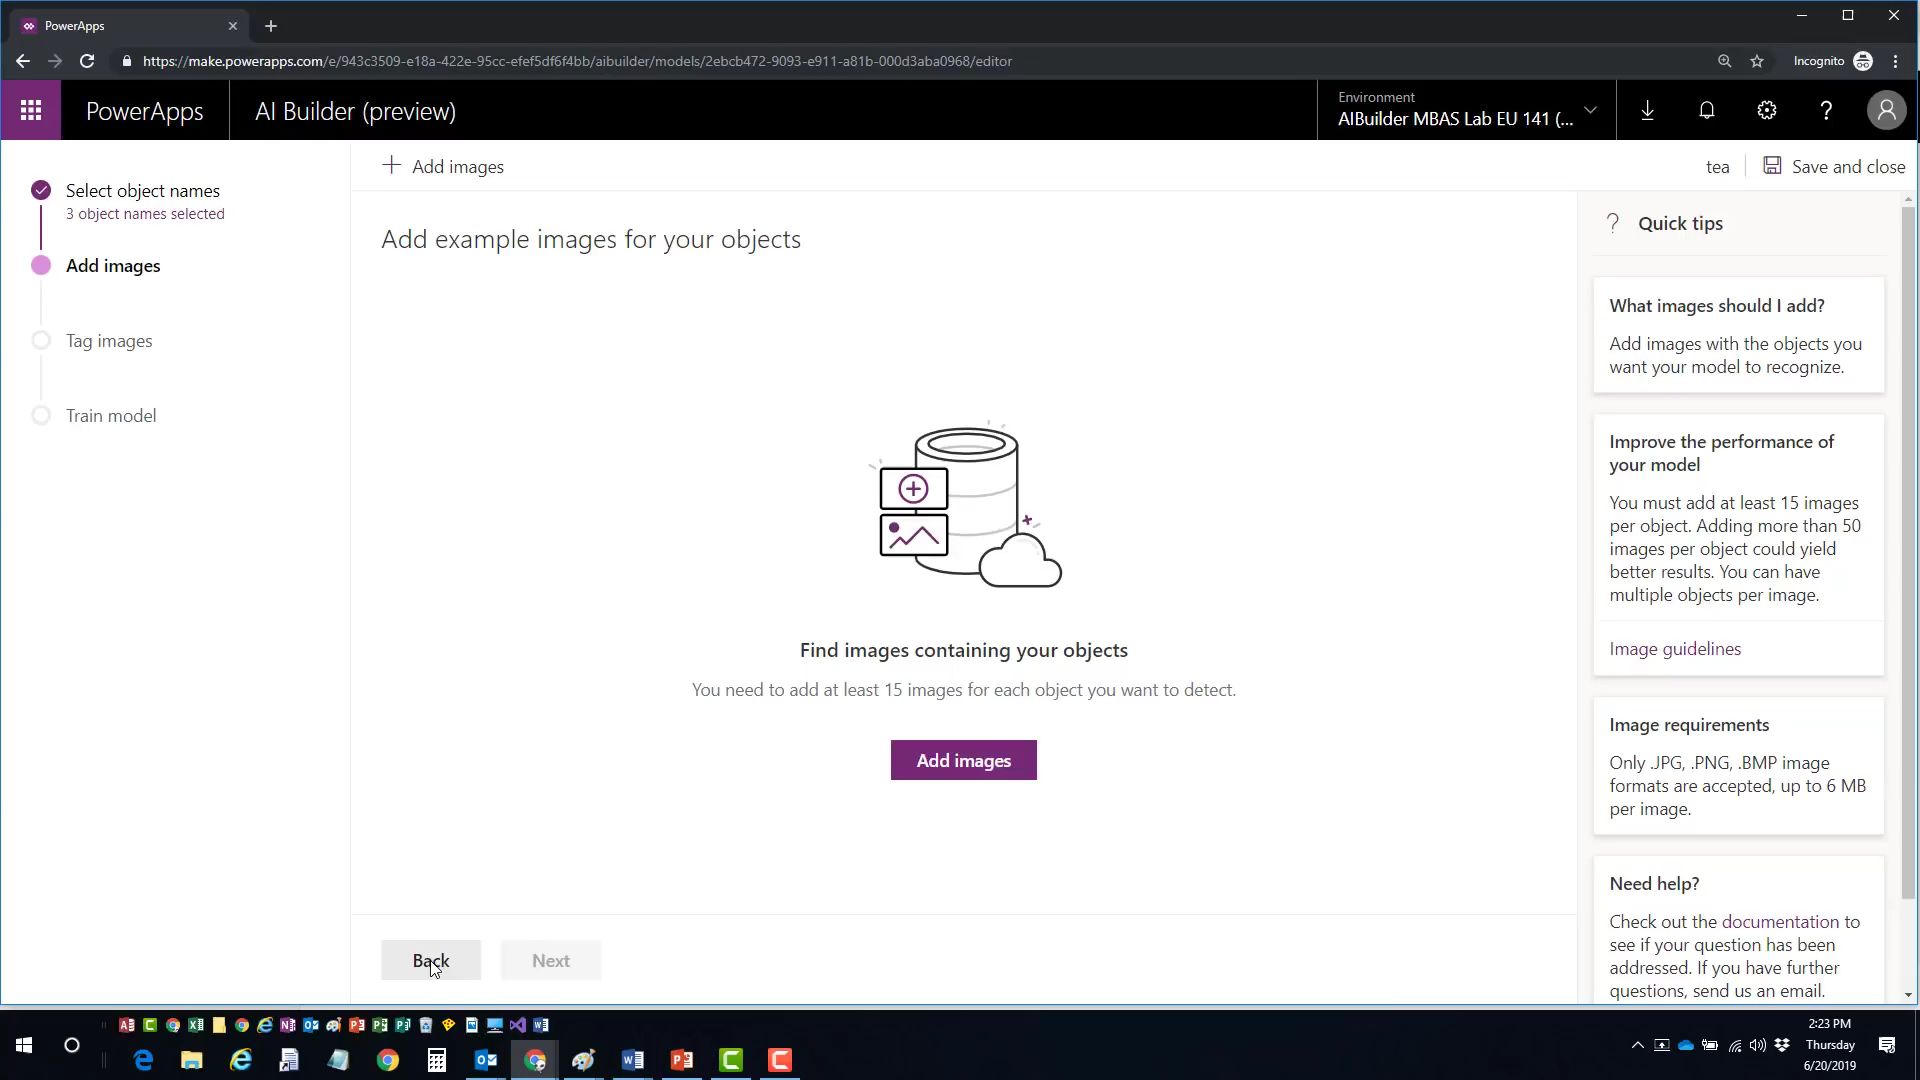 PowerApps
https://make.powerapps.com/e/943c3509-e18a-422e-95cc-efef5df6f4bb/aibuilder/models/2ebcb472-9093-e911-a81b-000d3aba0968/editor
Incognito
PowerApps
AI Builder (preview)
Environment
AIBuilder MBAS Lab EU 141 (...
Select object names
3 object names selected
Add images
Tag images
Train model
Add images
tea
Save and close
Add example images for your objects
Find images containing your objects
You need to add at least 15 images for each object you want to detect.
Add images
Back
Next
Quick tips
What images should I add?
Add images with the objects you
want your model to recognize.
Improve the performance of
your model
You must add at least 15 images
per object. Adding more than 50
images per object could yield
better results. You can have
multiple objects per image.
Image guidelines
Image requirements
Only .JPG, .PNG, .BMP image
formats are accepted, up to 6 MB
per image.
Need help?
Check out the documentation to
see if your question has been
addressed. If you have further
questions, send us an email.
2:23 PM
Thursday
6/20/2019